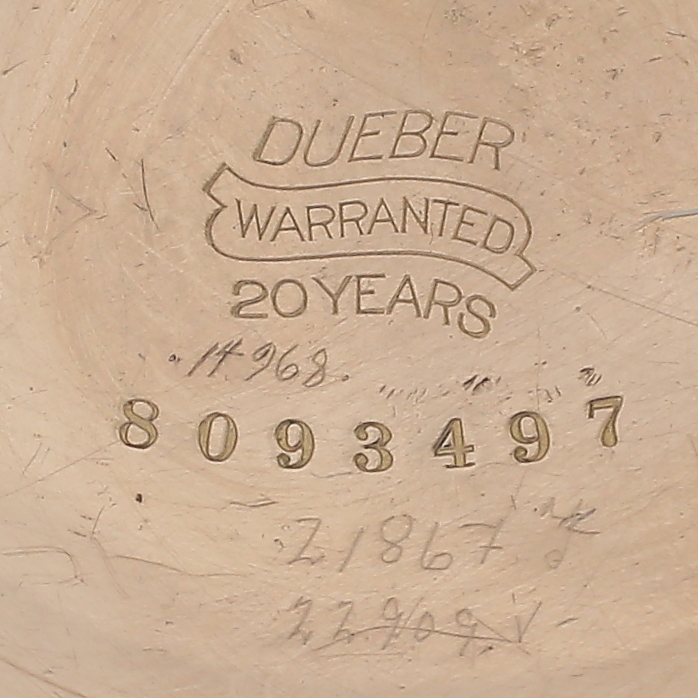 DUEBER
WARRANTED
20 YEARS
14968.
8093497
21867
22909 V